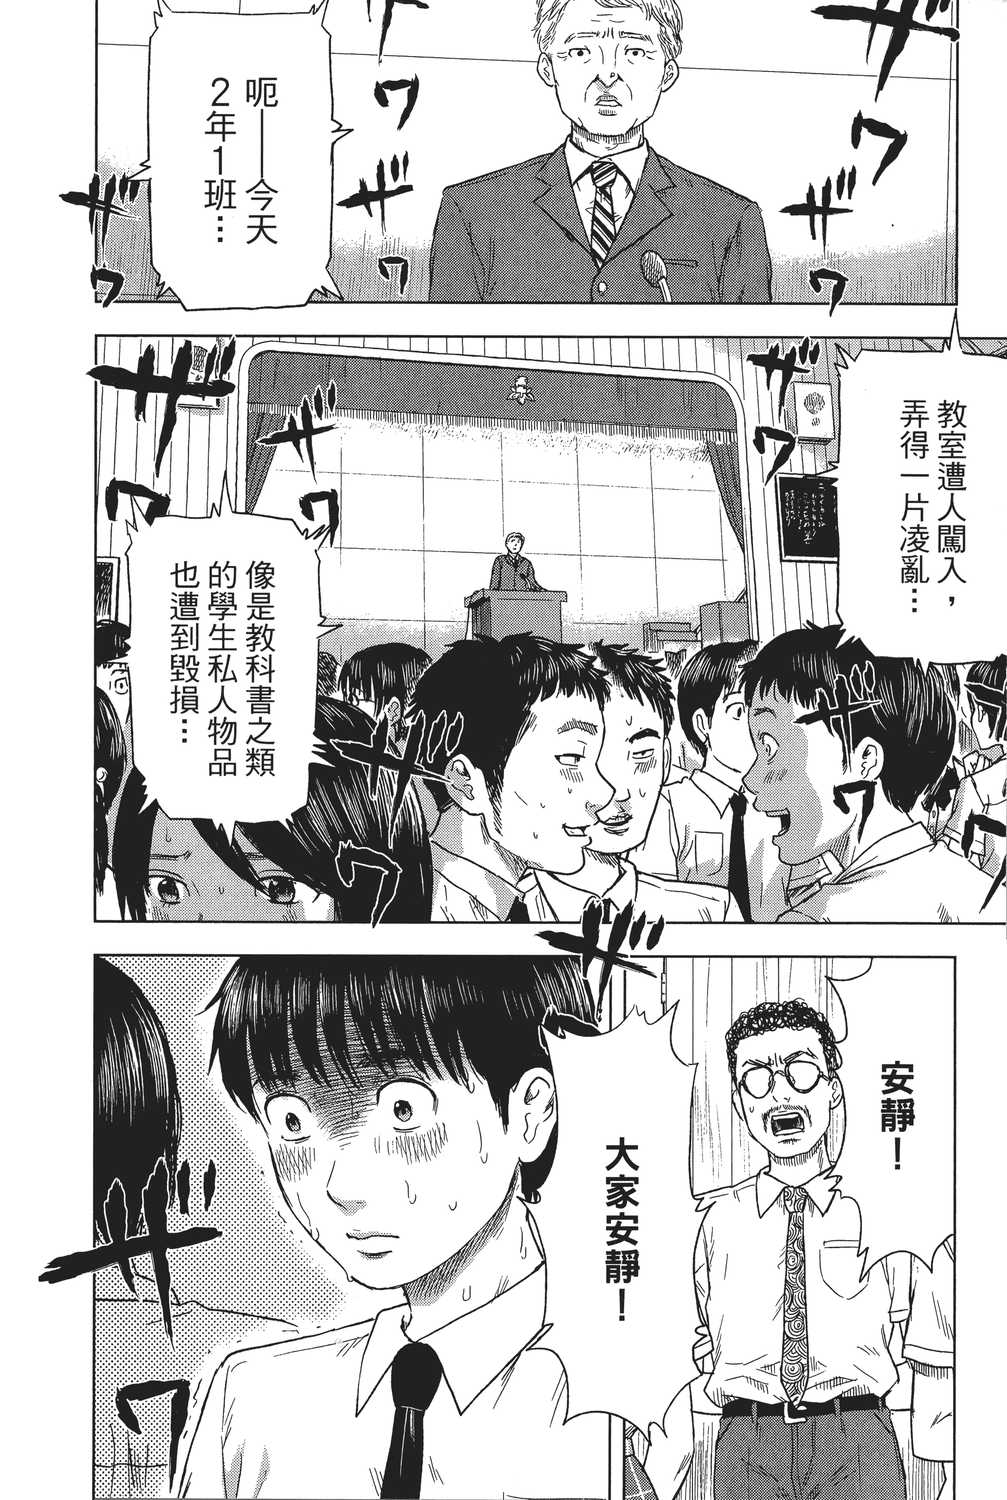 呃──今天
2年1班…
ザワ
ザワ
ザワ
ザワ
教室遭人闖入，
弄得一片凌亂…
像是教科書之類
的學生私人物品
也遭到毀損…
ザワ
ザワ
ザワ
ザワ
ザワ
安靜！
大家安靜！
ザワ
ザワ